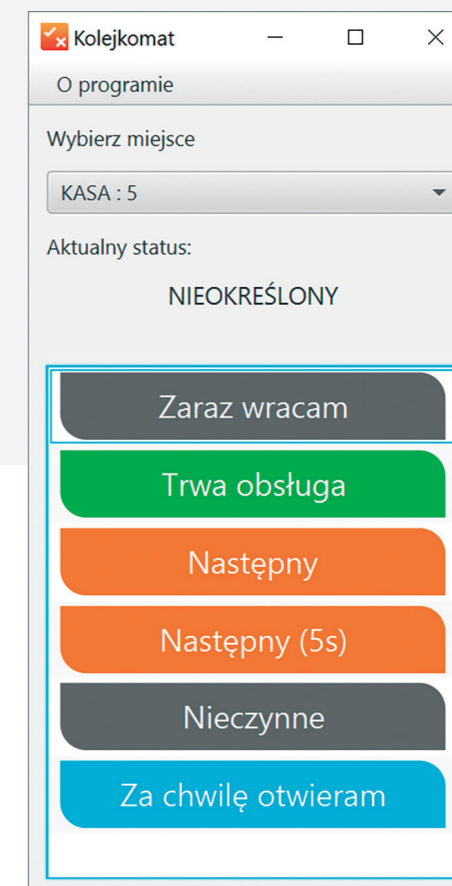 Kolejkomat
O programie
Wybierz miejsce
KASA : 5
Aktualny status:
NIEOKREŚLONY
Zaraz wracam
Trwa obsługa
Następny
Następny (5s)
Nieczynne
Za chwilę otwieram